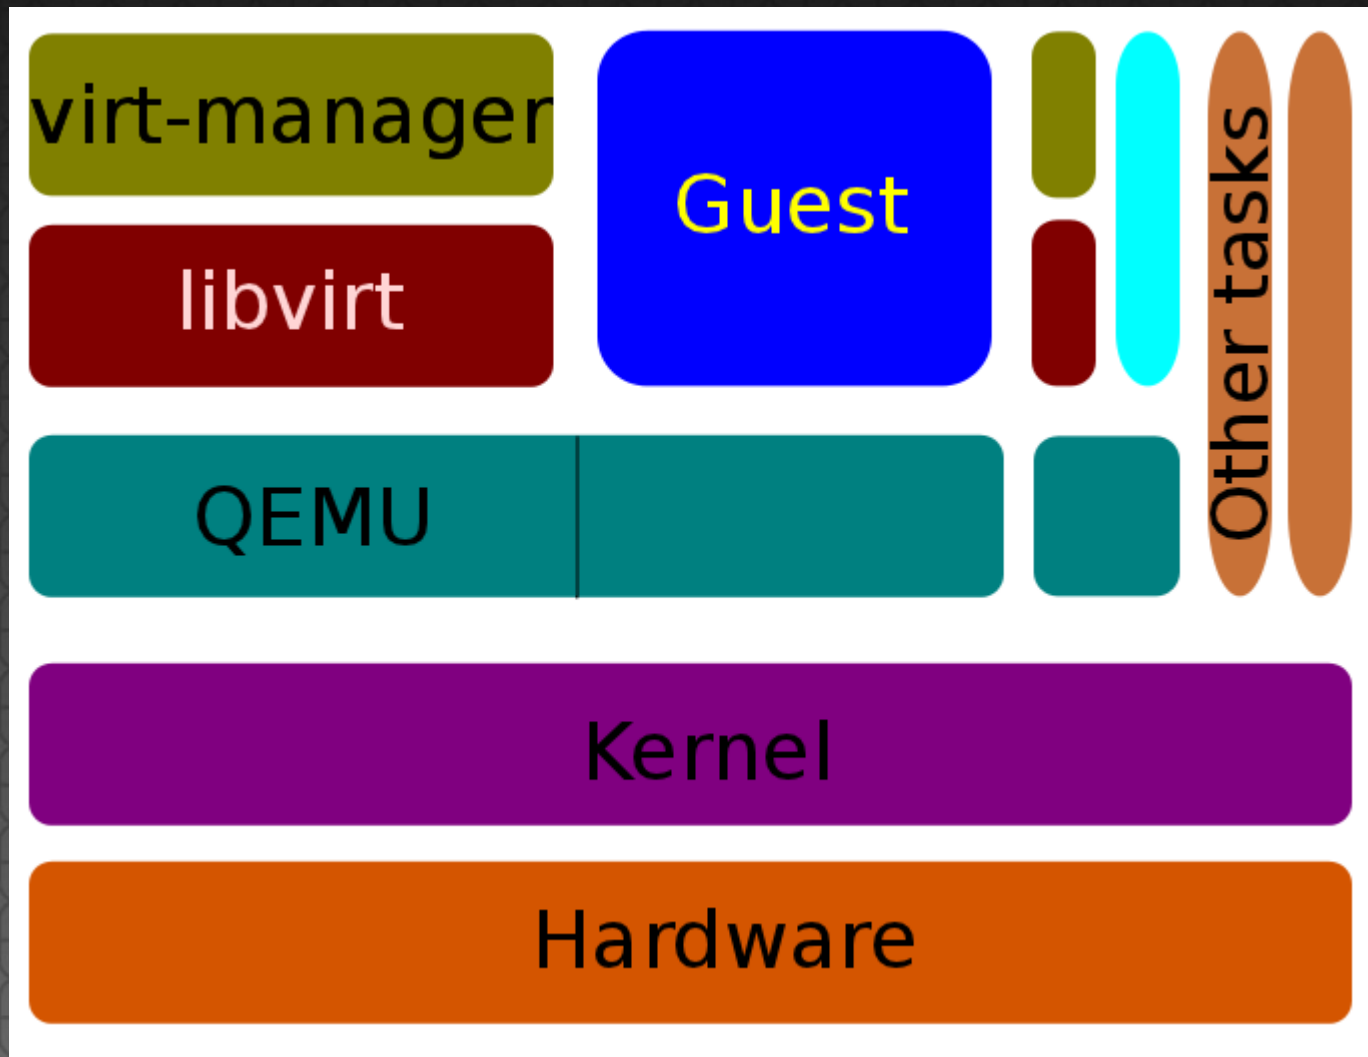 virt-manager
Guest
libvirt
Other tasks
QEMU
Kernel
Hardware